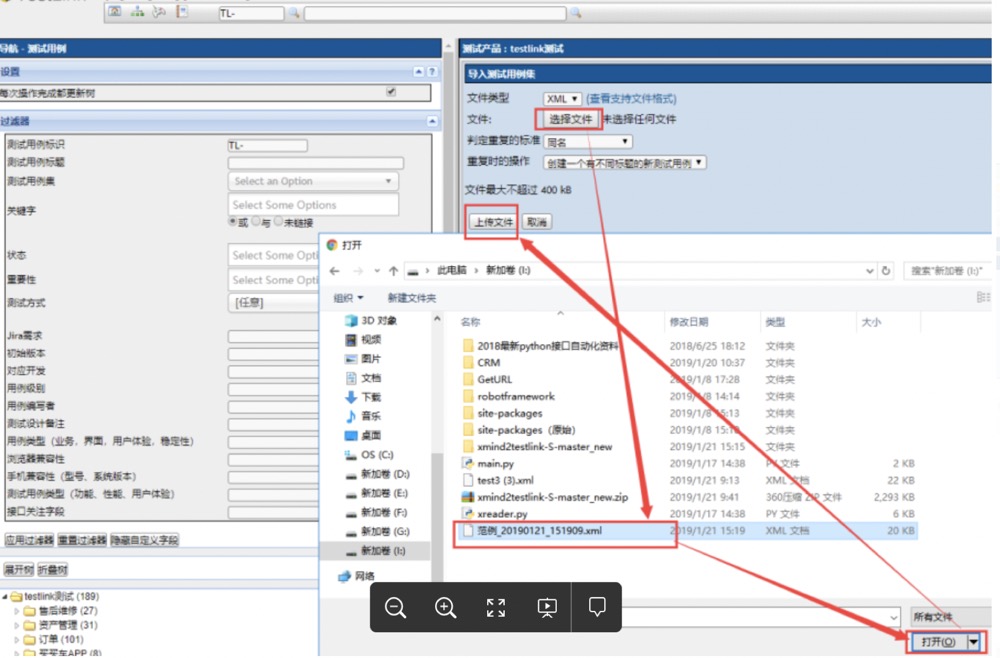 TL-
导航 - 测试用例
设置
每次操作完成都更新树
过滤器
测试用例标识
TL-
测试用例标题
测试用例集
Select an Option
关键字
Select Some Options
或 与 未链接
状态
Select Some Opti
重要性
Select Some Opti
测试方式
[任意]
Jira需求
初始版本
对应开发
用例级别
用例编写者
测试设计备注
用例类型（业务，界面，用户体验，稳定性）
浏览器兼容性
手机兼容性（型号、系统版本）
测试用例类型（功能、性能、用户体验）
接口关注字段
应用过滤器 重置过滤器 隐藏自定义字段
展开树 折叠树
testlink测试 (189)
售后维修 (27)
资产管理 (31)
订单 (101)
买买车APP (8)
测试产品 : testlink测试
导入测试用例集
文件类型
XML
(查看支持文件格式)
文件:
选择文件 未选择任何文件
判定重复的标准
同名
重复时的操作
创建一个有不同标题的新测试用例
文件最大不超过 400 kB
上传文件
取消
打开
此电脑 › 新加卷 (I:)
搜索"新加卷 (I:)"
组织
新建文件夹
3D 对象
视频
图片
文档
下载
音乐
桌面
OS (C:)
新加卷 (D:)
新加卷 (E:)
新加卷 (F:)
新加卷 (G:)
新加卷 (I:)
网络
名称 修改日期 类型 大小
2018最新python接口自动化资料 2018/6/25 18:12 文件夹
CRM 2019/1/20 10:37 文件夹
GetURL 2019/1/8 17:28 文件夹
robotframework 2019/1/8 14:14 文件夹
site-packages 2019/1/8 15:13 文件夹
site-packages（原始） 2019/1/8 文件夹
xmind2testlink-S-master_new 2019/1/21 15:15 文件夹
main.py 2019/1/17 14:38 PY 文件 2 KB
test3 (3).xml 2019/1/21 9:13 XML 文档 22 KB
xmind2testlink-S-master_new.zip 2019/1/21 9:41 360压缩 ZIP 文件 2,293 KB
xreader.py 2019/1/17 14:38 PY 文件 6 KB
范例_20190121_151909.xml 2019/1/21 15:19 XML 文档 20 KB
所有文件
打开(O)